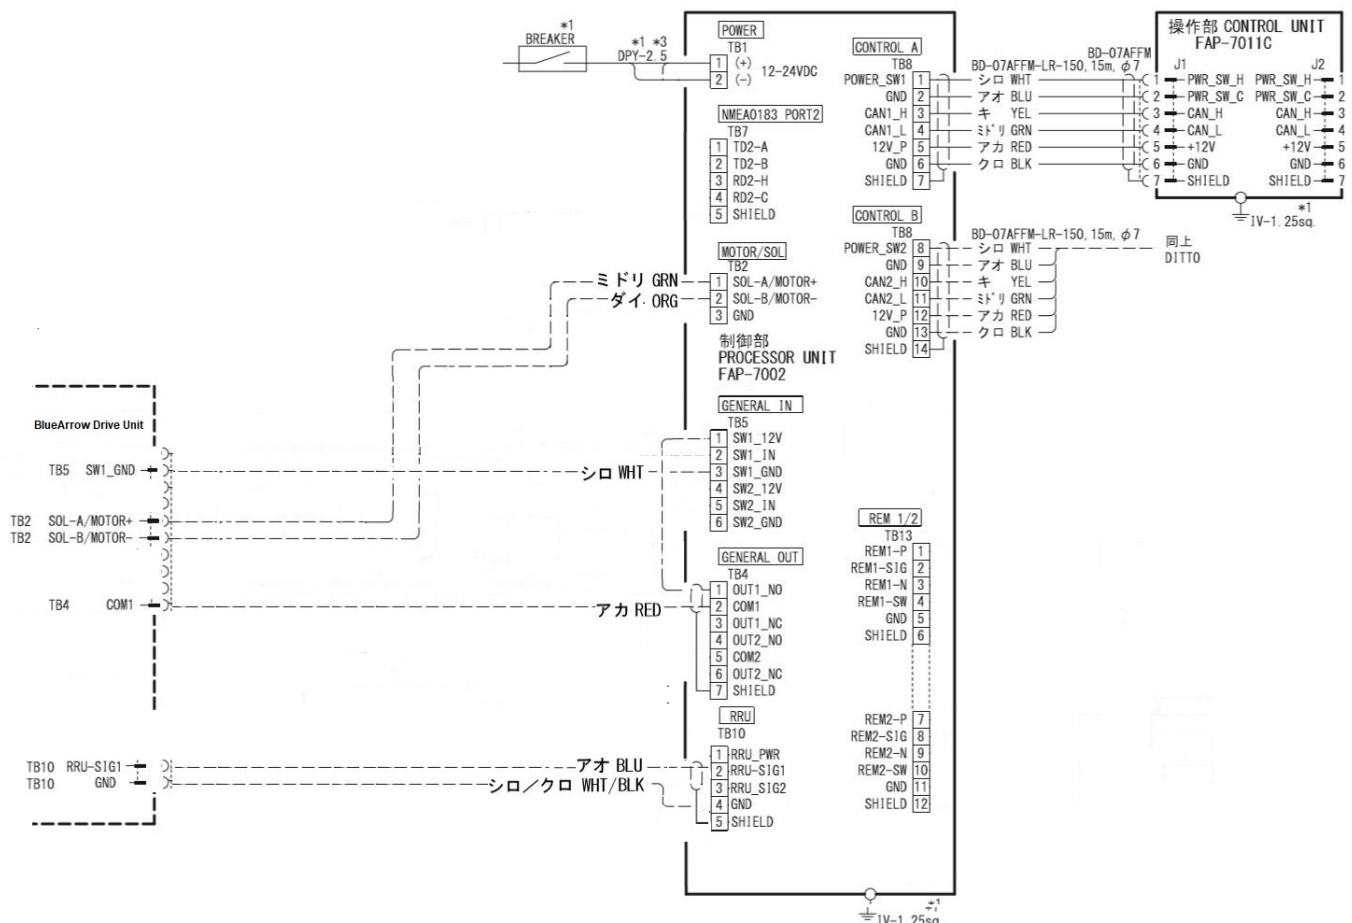 *1
BREAKER
*1 *3
DPY-2.5
POWER
TB1
1 (+)
2 (-)
12-24VDC
NMEA0183 PORT2
TB7
1 TD2-A
2 TD2-B
3 RD2-H
4 RD2-C
5 SHIELD
MOTOR/SOL
TB2
ミドリ GRN 1 SOL-A/MOTOR+
ダイ. ORG 2 SOL-B/MOTOR-
3 GND
制御部
PROCESSOR UNIT
FAP-7002
GENERAL IN
TB5
1 SW1_12V
2 SW1_IN
シロ WHT 3 SW1_GND
4 SW2_12V
5 SW2_IN
6 SW2_GND
GENERAL OUT
TB4
1 OUT1_NO
アカ RED 2 COM1
3 OUT1_NC
4 OUT2_NO
5 COM2
6 OUT2_NC
7 SHIELD
RRU
TB10
1 RRU_PWR
アオ BLU 2 RRU-SIG1
3 RRU_SIG2
シロ/クロ WHT/BLK 4 GND
5 SHIELD
BlueArrow Drive Unit
TB5 SW1_GND
TB2 SOL-A/MOTOR+
TB2 SOL-B/MOTOR-
TB4 COM1
TB10 RRU-SIG1
TB10 GND
CONTROL A
TB8
BD-07AFFM-LR-150, 15m, φ7
BD-07AFFM
POWER_SW1 1 シロ WHT
GND 2 アオ BLU
CAN1_H 3 キ YEL
CAN1_L 4 ミドリ GRN
12V_P 5 アカ RED
GND 6 クロ BLK
SHIELD 7
CONTROL B
TB8
BD-07AFFM-LR-150, 15m, φ7
POWER_SW2 8 シロ WHT
GND 9 アオ BLU
CAN2_H 10 キ YEL
CAN2_L 11 ミドリ GRN
12V_P 12 アカ RED
GND 13 クロ BLK
SHIELD 14
同上
DITTO
REM 1/2
TB13
REM1-P 1
REM1-SIG 2
REM1-N 3
REM1-SW 4
GND 5
SHIELD 6
REM2-P 7
REM2-SIG 8
REM2-N 9
REM2-SW 10
GND 11
SHIELD 12
操作部 CONTROL UNIT
FAP-7011C
J1 J2
1 PWR_SW_H PWR_SW_H 1
2 PWR_SW_C PWR_SW_C 2
3 CAN_H CAN_H 3
4 CAN_L CAN_L 4
5 +12V +12V 5
6 GND GND 6
7 SHIELD SHIELD 7
*1
IV-1.25sq.
*1
IV-1.25sq.